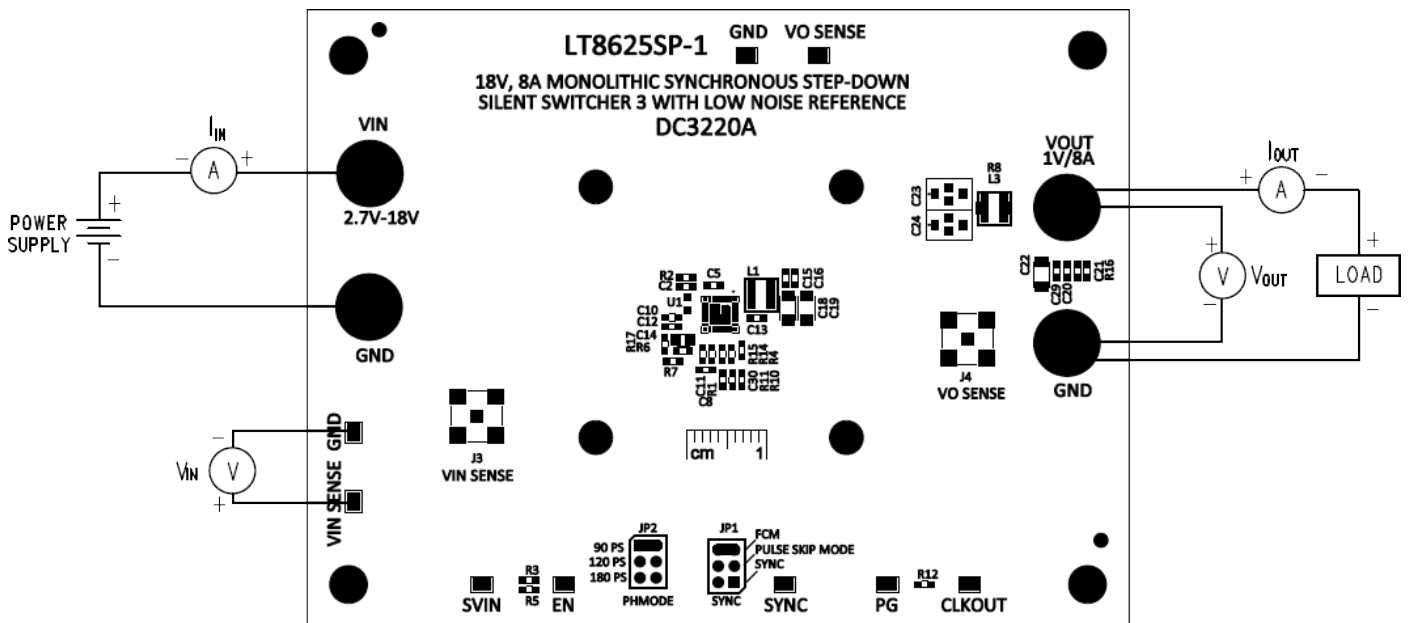 LT8625SP-1
GND VO SENSE
18V, 8A MONOLITHIC SYNCHRONOUS STEP-DOWN
SILENT SWITCHER 3 WITH LOW NOISE REFERENCE
DC3220A
I_IN
- A +
VIN
2.7V-18V
POWER
SUPPLY
+
-
GND
VIN
- V +
VIN SENSE GND
J3
VIN SENSE
VOUT
1V/8A
IOUT
+ A -
R8
L3
C23
C24
+
V
VOUT
-
+
LOAD
-
C22
C29
C20
C21
R16
GND
J4
VO SENSE
R2
C2
C5
L1
C15
C16
U1
C10
C12
C13
C18
C19
R17
C14
R6
R7
R15
R14
R4
C11
C8
R1
C30
R11
R10
cm 1
JP2
90 PS
120 PS
180 PS
PHMODE
JP1
FCM
PULSE SKIP MODE
SYNC
SYNC
SVIN
R3
R5
EN
SYNC
PG
R12
CLKOUT